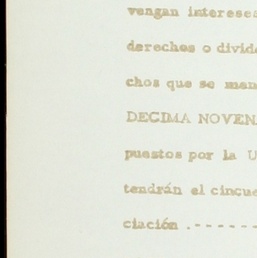 vengan intereses
derechos o divid
chos que se man
DECIMA NOVEN
puestos por la U
tendrán el cincue
ciación .------